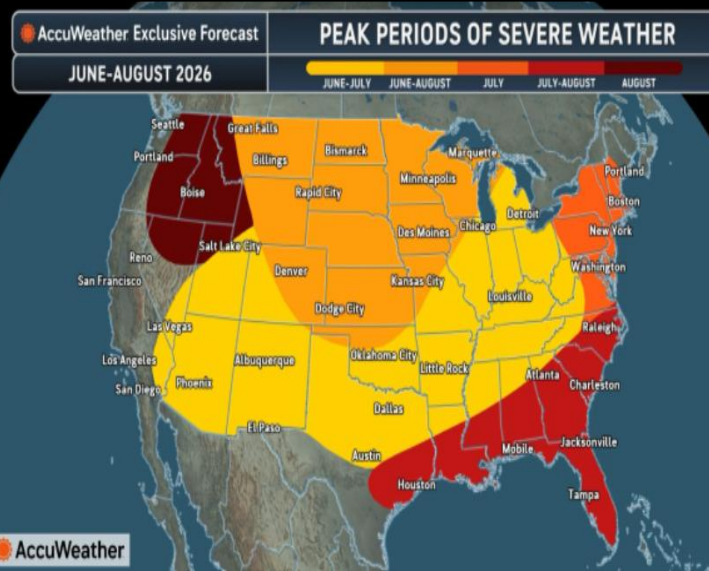 AccuWeather Exclusive Forecast
JUNE-AUGUST 2026
PEAK PERIODS OF SEVERE WEATHER
JUNE-JULY JUNE-AUGUST JULY JULY-AUGUST AUGUST
Seattle
Great Falls
Portland
Billings
Bismarck
Marquette
Boise
Rapid City
Minneapolis
Portland
Boston
Detroit
Chicago
New York
Des Moines
Salt Lake City
Reno
Denver
Kansas City
Washington
San Francisco
Louisville
Dodge City
Las Vegas
Raleigh
Los Angeles
Albuquerque
Oklahoma City
Little Rock
Atlanta
San Diego
Phoenix
Charleston
Dallas
El Paso
Jacksonville
Mobile
Austin
Houston
Tampa
AccuWeather